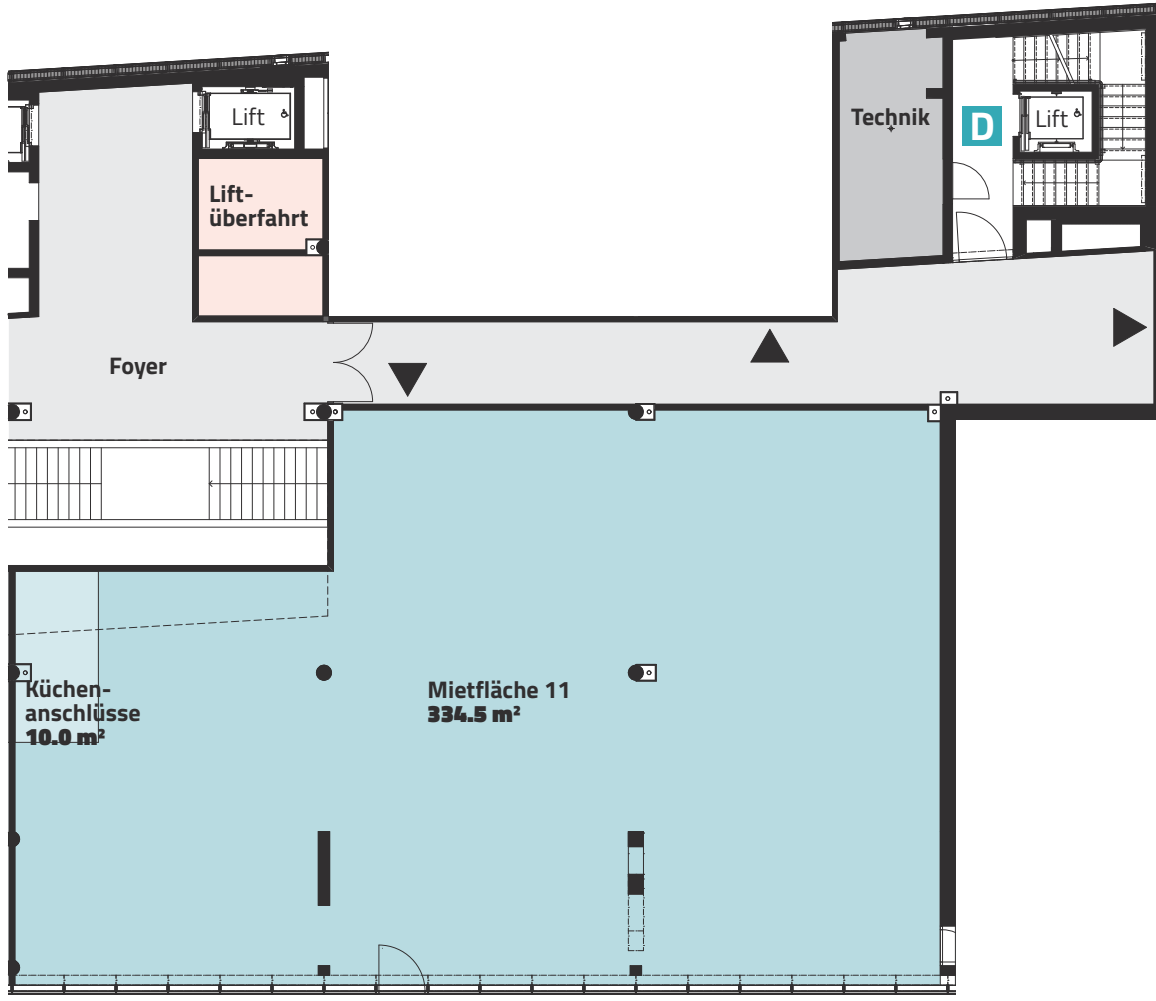 Lift
Technik
D
Lift
Lift-
überfahrt
Foyer
Küchen-
anschlüsse
10.0 m²
Mietfläche 11
334.5 m²